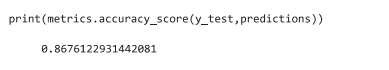 print(metrics.accuracy_score(y_test,predictions))
0.8676122931442081